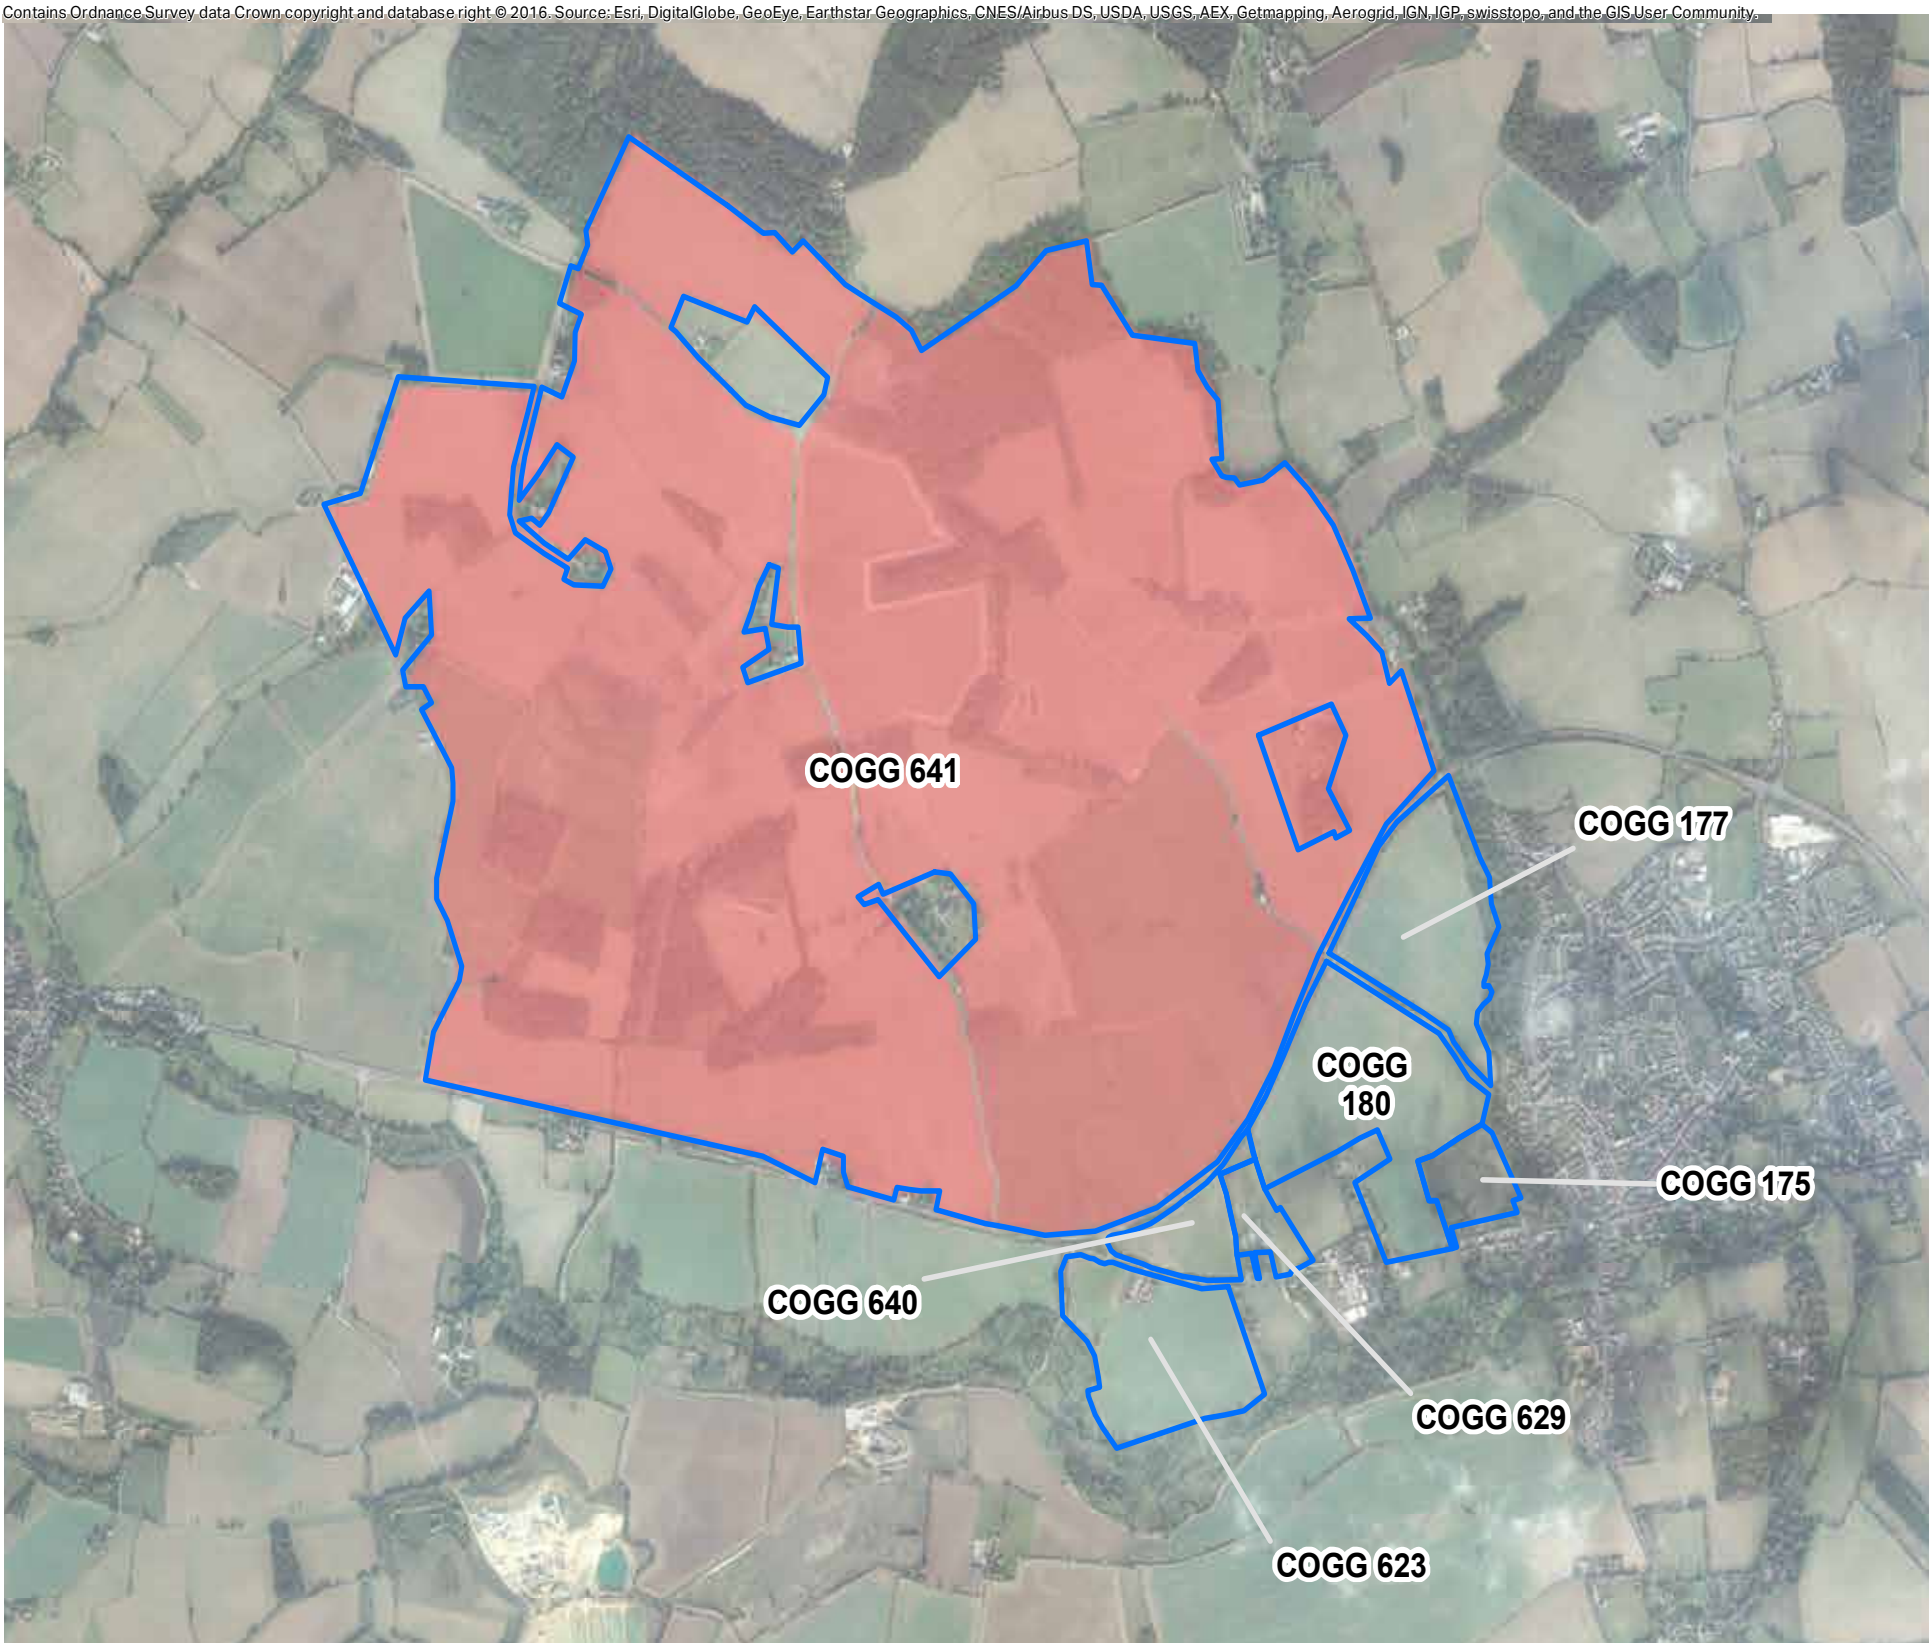 Contains Ordnance Survey data Crown copyright and database right © 2016. Source: Esri, DigitalGlobe, GeoEye, Earthstar Geographics, CNES/Airbus DS, USDA, USGS, AEX, Getmapping, Aerogrid, IGN, IGP, swisstopo, and the GIS User Community.
COGG 641
COGG 177
COGG
180
COGG 175
COGG 640
COGG 629
COGG 623